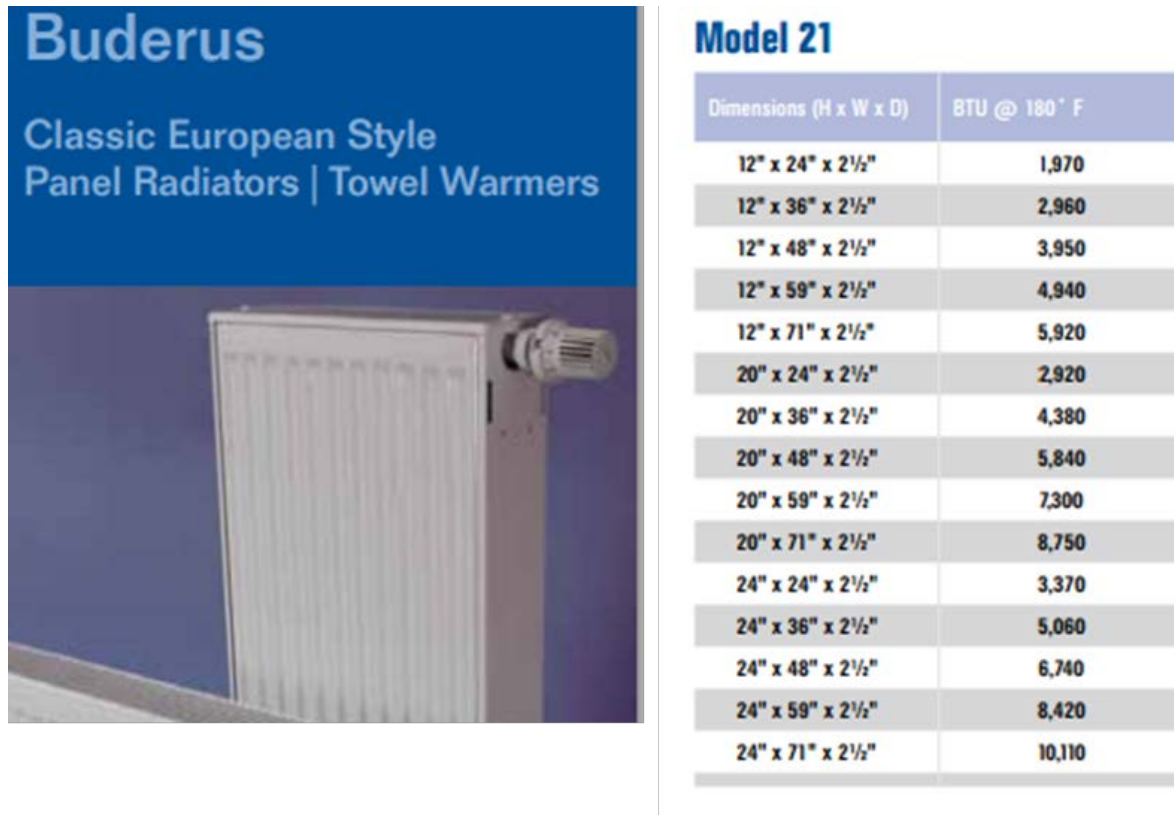 Buderus
Classic European Style
Panel Radiators | Towel Warmers
Model 21
Dimensions (H x W x D) BTU @ 180° F
12" x 24" x 2½" 1,970
12" x 36" x 2½" 2,960
12" x 48" x 2½" 3,950
12" x 59" x 2½" 4,940
12" x 71" x 2½" 5,920
20" x 24" x 2½" 2,920
20" x 36" x 2½" 4,380
20" x 48" x 2½" 5,840
20" x 59" x 2½" 7,300
20" x 71" x 2½" 8,750
24" x 24" x 2½" 3,370
24" x 36" x 2½" 5,060
24" x 48" x 2½" 6,740
24" x 59" x 2½" 8,420
24" x 71" x 2½" 10,110